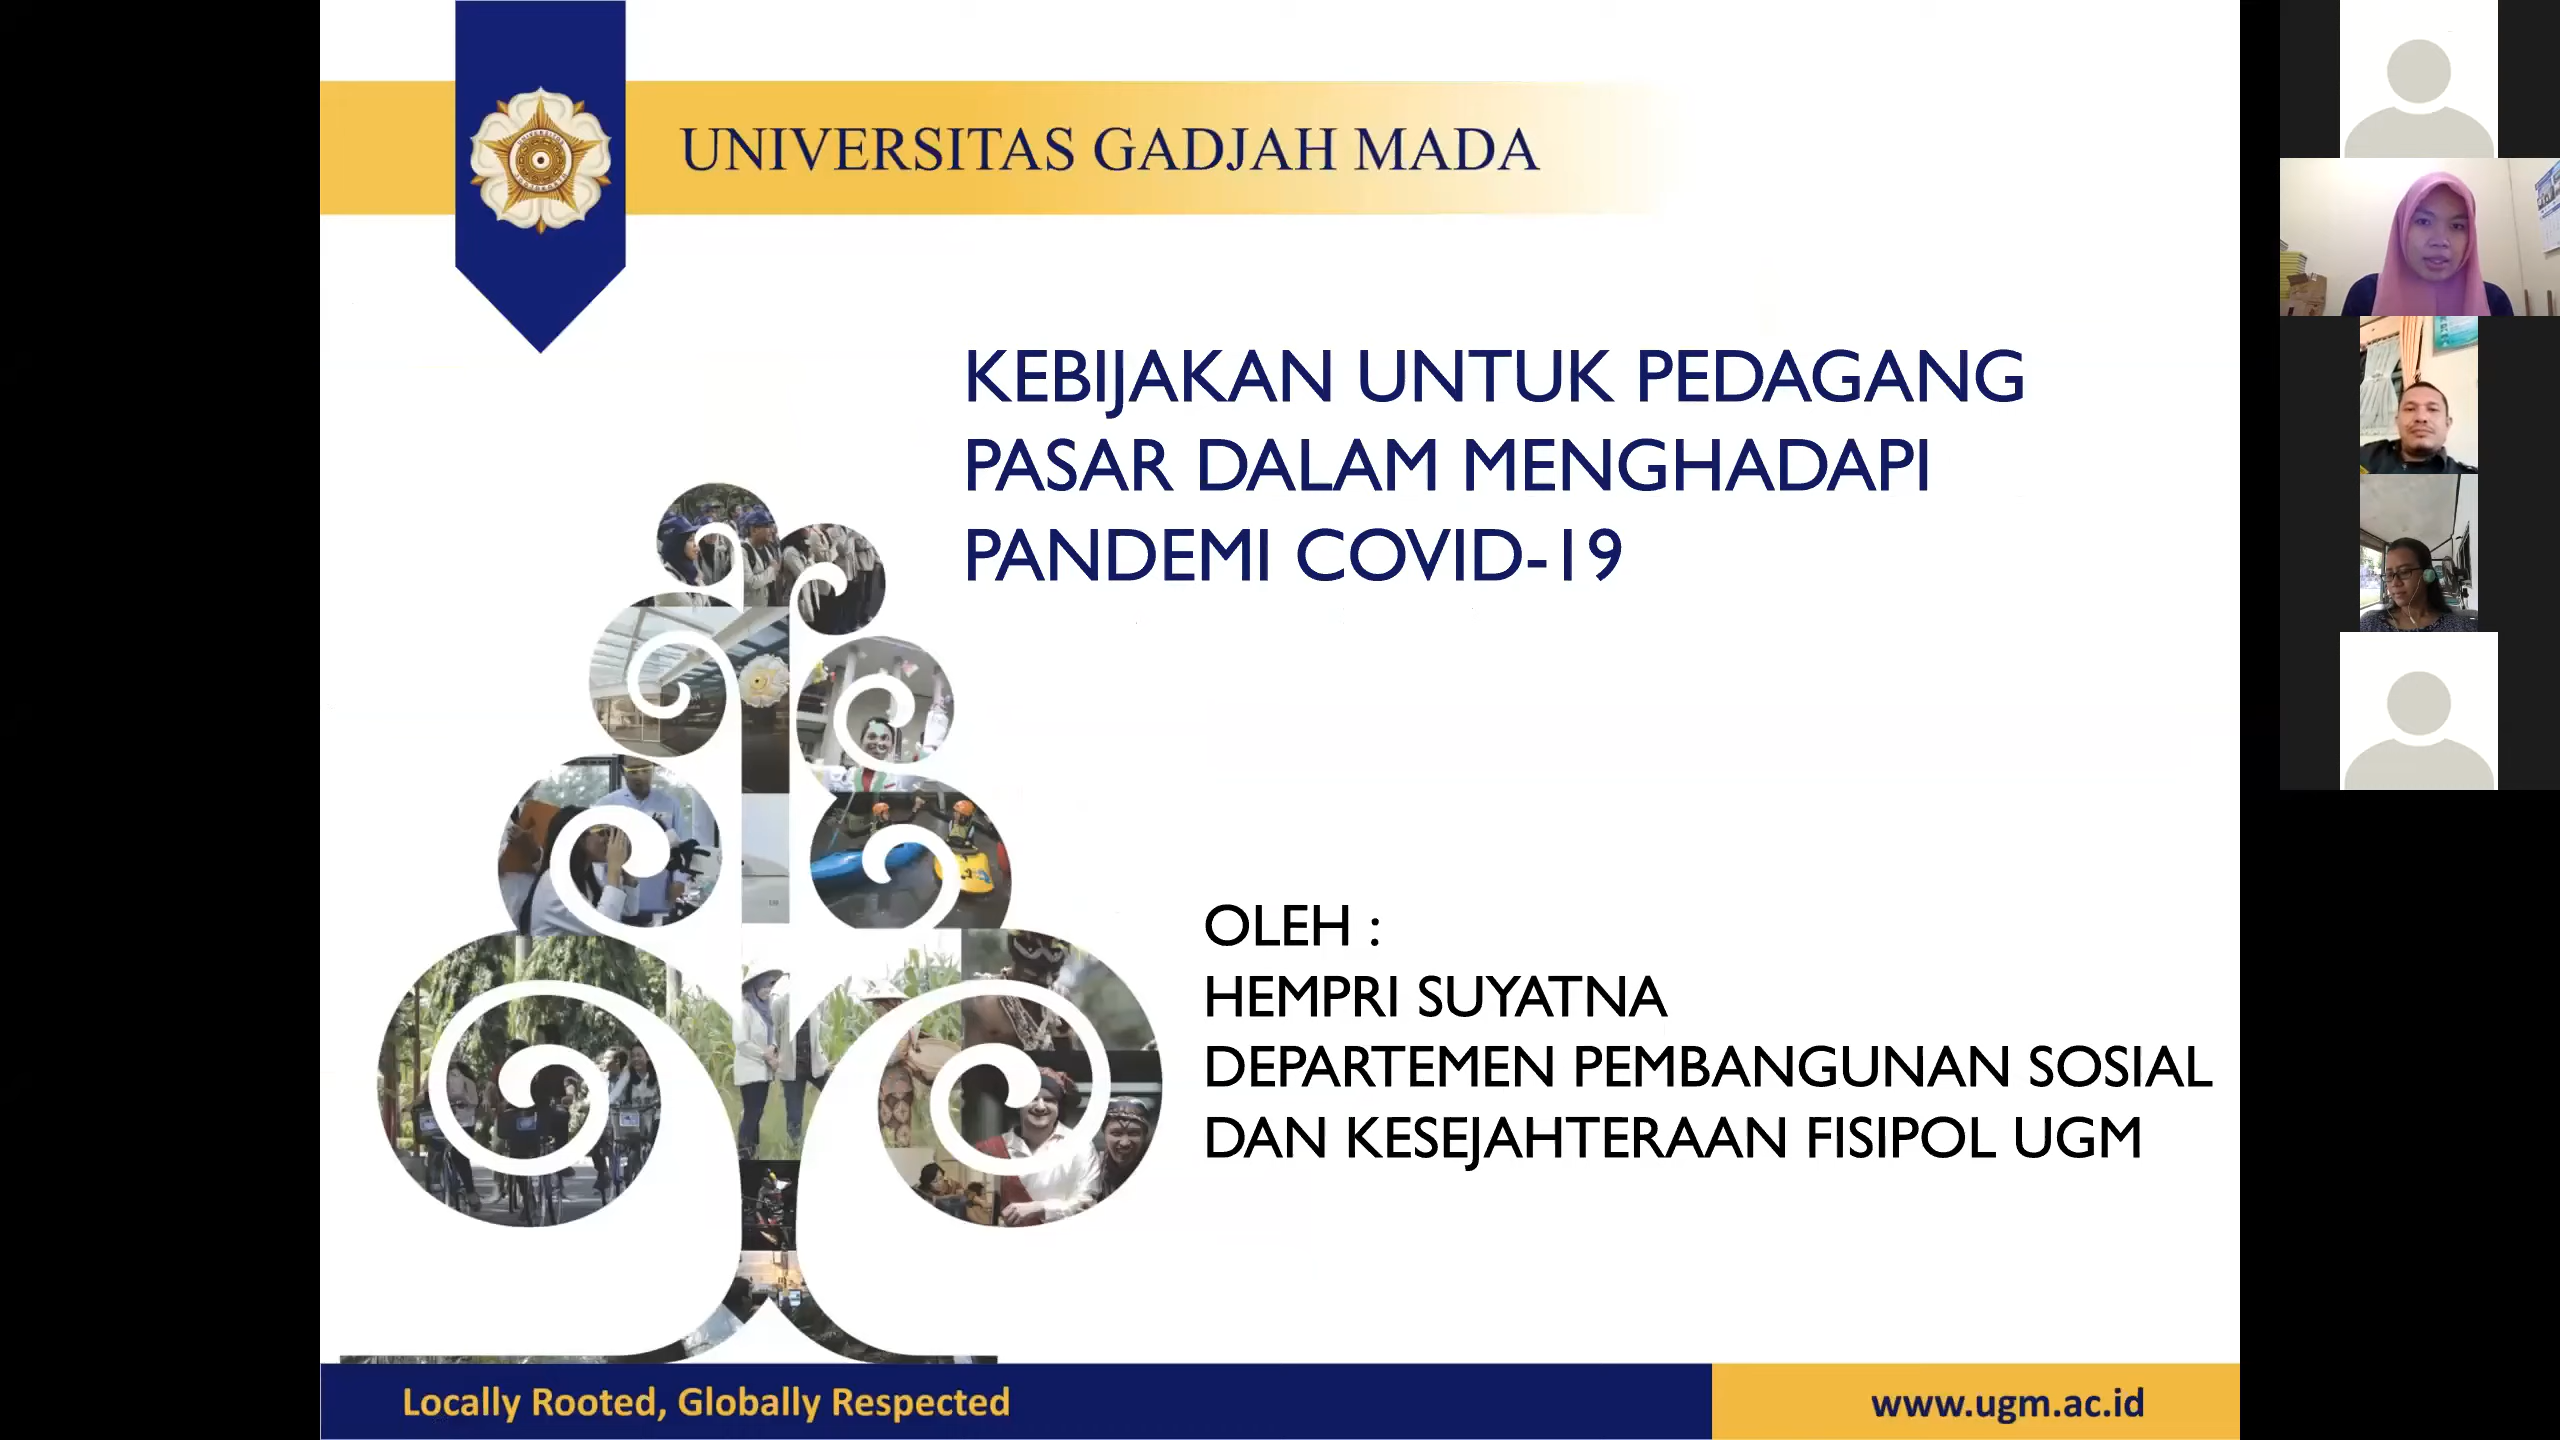 UNIVERSITAS GADJAH MADA
KEBIJAKAN UNTUK PEDAGANG
PASAR DALAM MENGHADAPI
PANDEMI COVID-19
OLEH :
HEMPRI SUYATNA
DEPARTEMEN PEMBANGUNAN SOSIAL
DAN KESEJAHTERAAN FISIPOL UGM
Locally Rooted, Globally Respected
www.ugm.ac.id